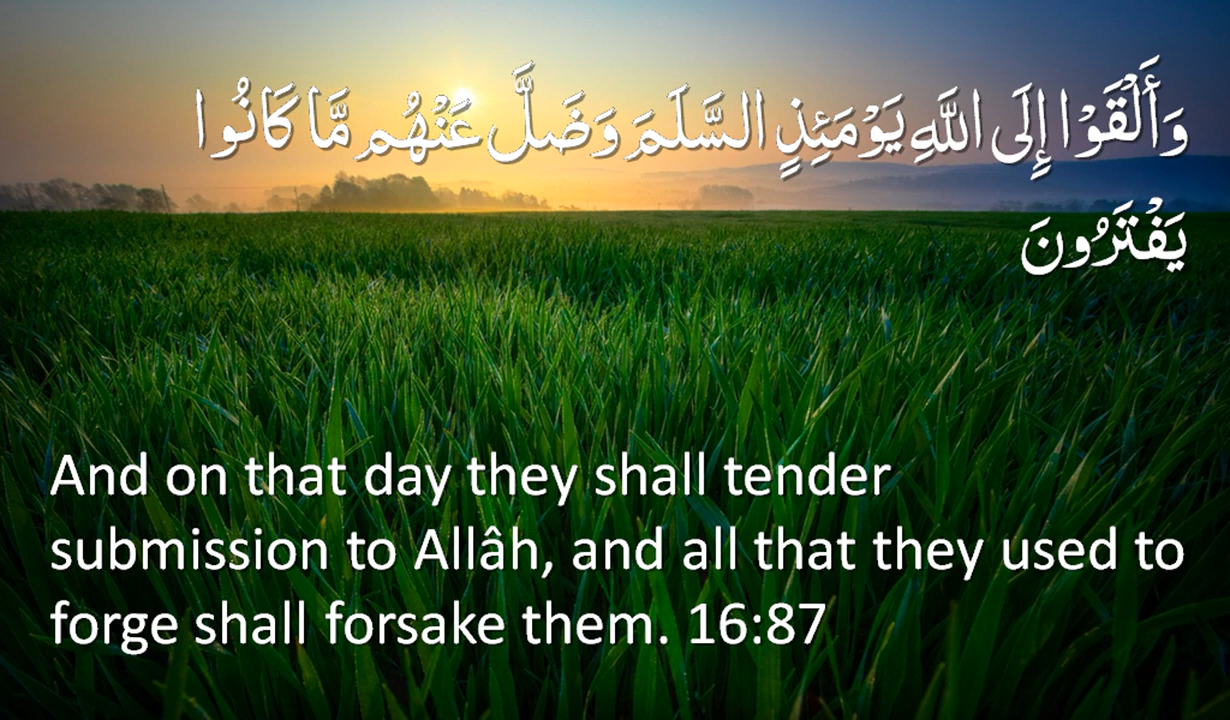 وَأَلْقَوْا إِلَى اللَّهِ يَوْمَئِذٍ السَّلَمَ وَضَلَّ عَنْهُم مَّا كَانُوا
يَفْتَرُونَ
And on that day they shall tender
submission to Allâh, and all that they used to
forge shall forsake them. 16:87